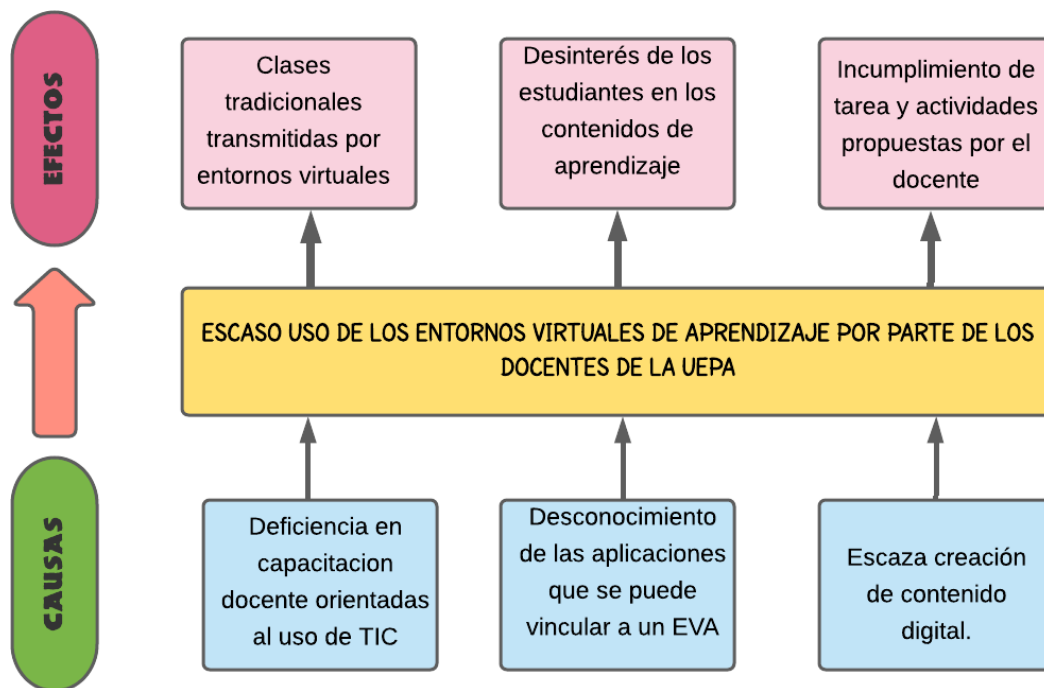 EFECTOS
Clases
tradicionales
transmitidas por
entornos virtuales
Desinterés de los
estudiantes en los
contenidos de
aprendizaje
Incumplimiento de
tarea y actividades
propuestas por el
docente
ESCASO USO DE LOS ENTORNOS VIRTUALES DE APRENDIZAJE POR PARTE DE LOS
DOCENTES DE LA UEPA
CAUSAS
Deficiencia en
capacitacion
docente orientadas
al uso de TIC
Desconocimiento
de las aplicaciones
que se puede
vincular a un EVA
Escaza creación
de contenido
digital.